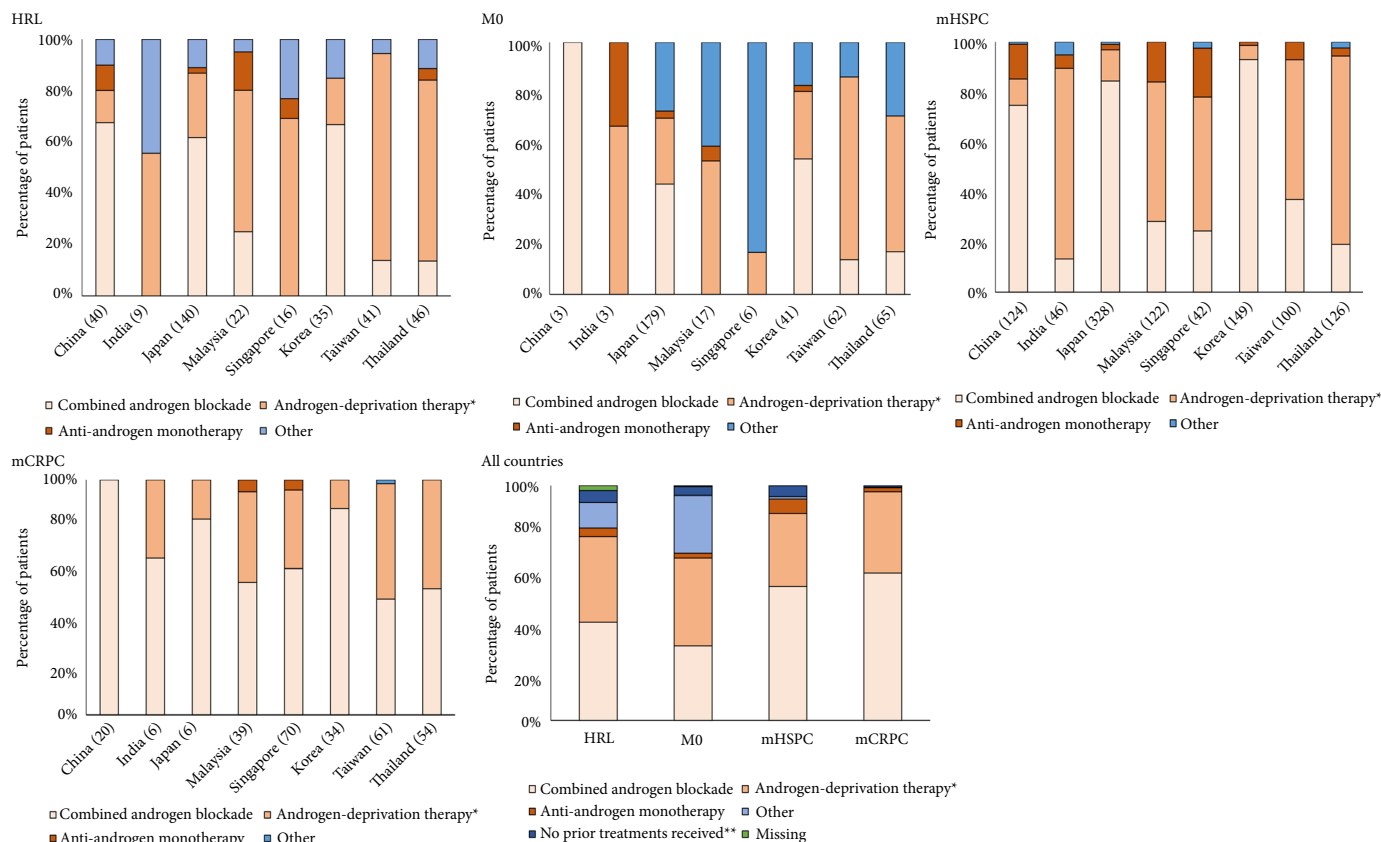 HRL
Percentage of patients
100%
80%
60%
40%
20%
0%
China (40)
India (9)
Japan (140)
Malaysia (22)
Singapore (16)
Korea (35)
Taiwan (41)
Thailand (46)
Combined androgen blockade
Androgen-deprivation therapy*
Anti-androgen monotherapy
Other
M0
Percentage of patients
100%
80%
60%
40%
20%
0%
China (3)
India (3)
Japan (179)
Malaysia (17)
Singapore (6)
Korea (41)
Taiwan (62)
Thailand (65)
Combined androgen blockade
Androgen-deprivation therapy*
Anti-androgen monotherapy
Other
mHSPC
Percentage of patients
100%
80%
60%
40%
20%
0%
China (124)
India (46)
Japan (328)
Malaysia (122)
Singapore (42)
Korea (149)
Taiwan (100)
Thailand (126)
Combined androgen blockade
Androgen-deprivation therapy*
Anti-androgen monotherapy
Other
mCRPC
Percentage of patients
100%
80%
60%
40%
20%
0%
China (20)
India (6)
Japan (6)
Malaysia (39)
Singapore (70)
Korea (34)
Taiwan (61)
Thailand (54)
Combined androgen blockade
Androgen-deprivation therapy*
Anti-androgen monotherapy
Other
All countries
Percentage of patients
100%
80%
60%
40%
20%
0%
HRL
M0
mHSPC
mCRPC
Combined androgen blockade
Androgen-deprivation therapy*
Anti-androgen monotherapy
Other
No prior treatments received**
Missing